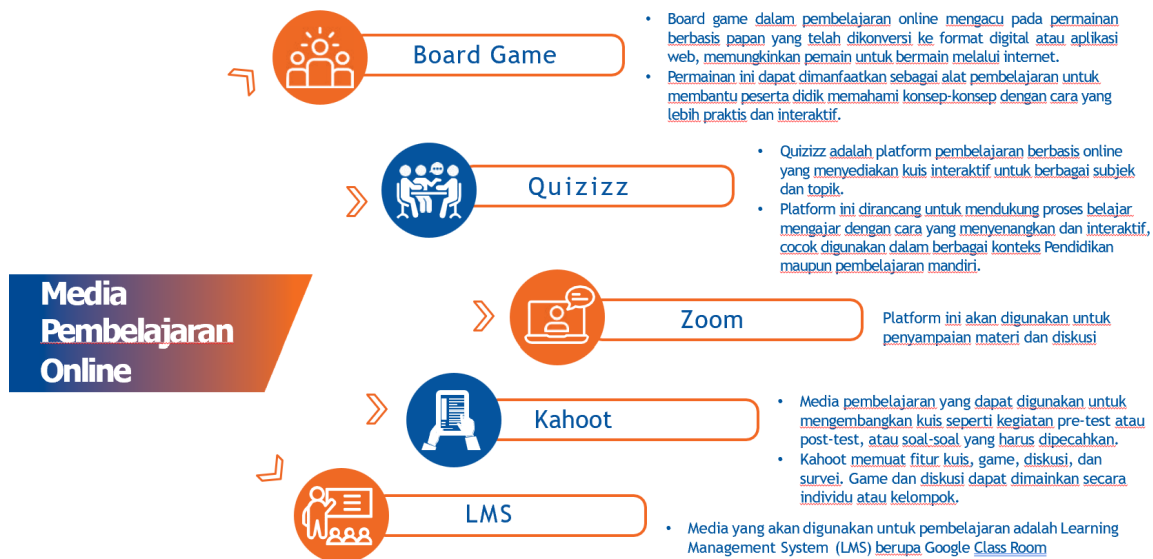 Media
Pembelajaran
Online
Board Game
• Board game dalam pembelajaran online mengacu pada permainan
berbasis papan yang telah dikonversi ke format digital atau aplikasi
web, memungkinkan pemain untuk bermain melalui internet.
• Permainan ini dapat dimanfaatkan sebagai alat pembelajaran untuk
membantu peserta didik memahami konsep-konsep dengan cara yang
lebih praktis dan interaktif.
Quizizz
• Quizizz adalah platform pembelajaran berbasis online
yang menyediakan kuis interaktif untuk berbagai subjek
dan topik.
• Platform ini dirancang untuk mendukung proses belajar
mengajar dengan cara yang menyenangkan dan interaktif,
cocok digunakan dalam berbagai konteks Pendidikan
maupun pembelajaran mandiri.
Zoom
Platform ini akan digunakan untuk
penyampaian materi dan diskusi
Kahoot
• Media pembelajaran yang dapat digunakan untuk
mengembangkan kuis seperti kegiatan pre-test atau
post-test, atau soal-soal yang harus dipecahkan.
• Kahoot memuat fitur kuis, game, diskusi, dan
survei. Game dan diskusi dapat dimainkan secara
individu atau kelompok.
LMS
• Media yang akan digunakan untuk pembelajaran adalah Learning
Management System (LMS) berupa Google Class Room